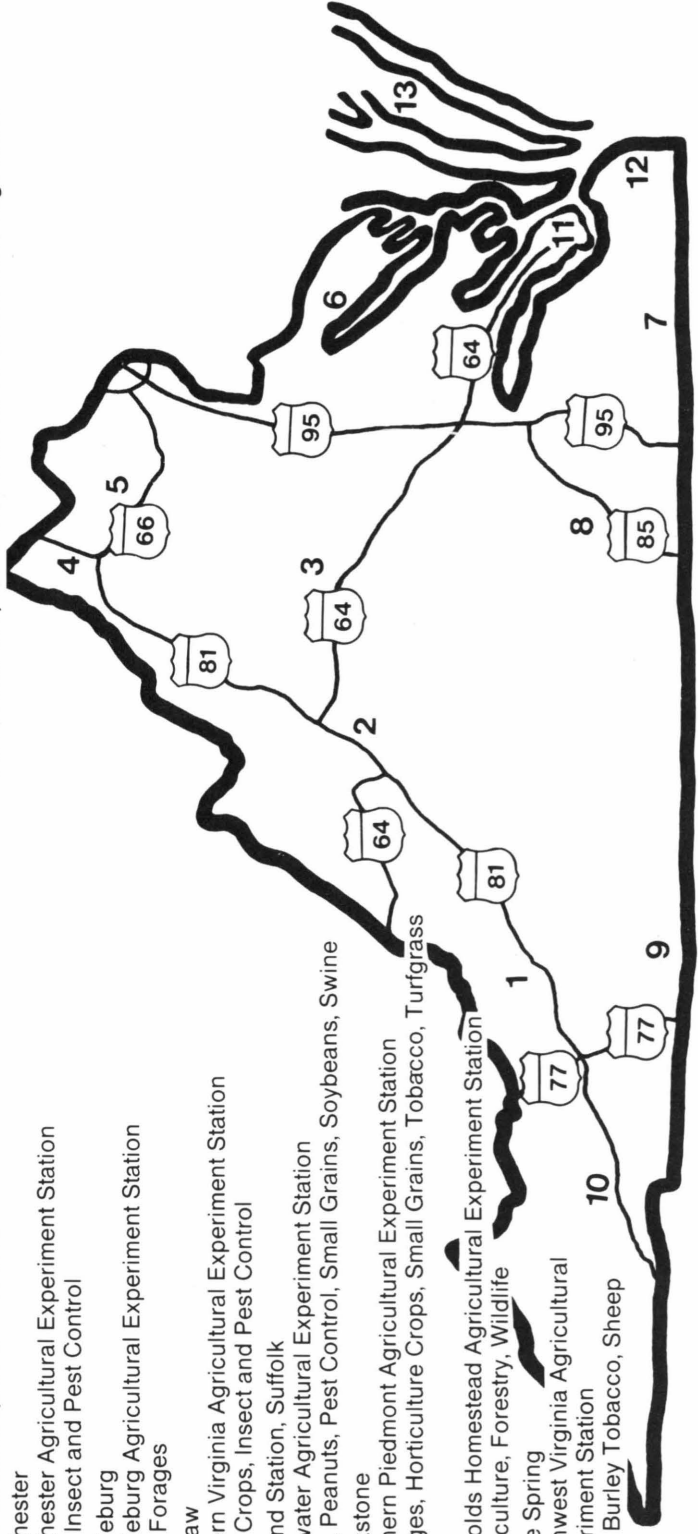 nester
nester Agricultural Experiment Station
Insect and Pest Control
eburg
eburg Agricultural Experiment Station
Forages
aw
rn Virginia Agricultural Experiment Station
Crops, Insect and Pest Control
nd Station, Suffolk
water Agricultural Experiment Station
Peanuts, Pest Control, Small Grains, Soybeans, Swine
kstone
hern Piedmont Agricultural Experiment Station
ges, Horticulture Crops, Small Grains, Tobacco, Turfgrass
olds Homestead Agricultural Experiment Station
culture, Forestry, Wildlife
e Spring
hwest Virginia Agricultural
riment Station
Burley Tobacco, Sheep
4
5
66
81
6
13
95
3
64
2
64
64
11
12
81
95
7
8
85
1
77
77
9
10